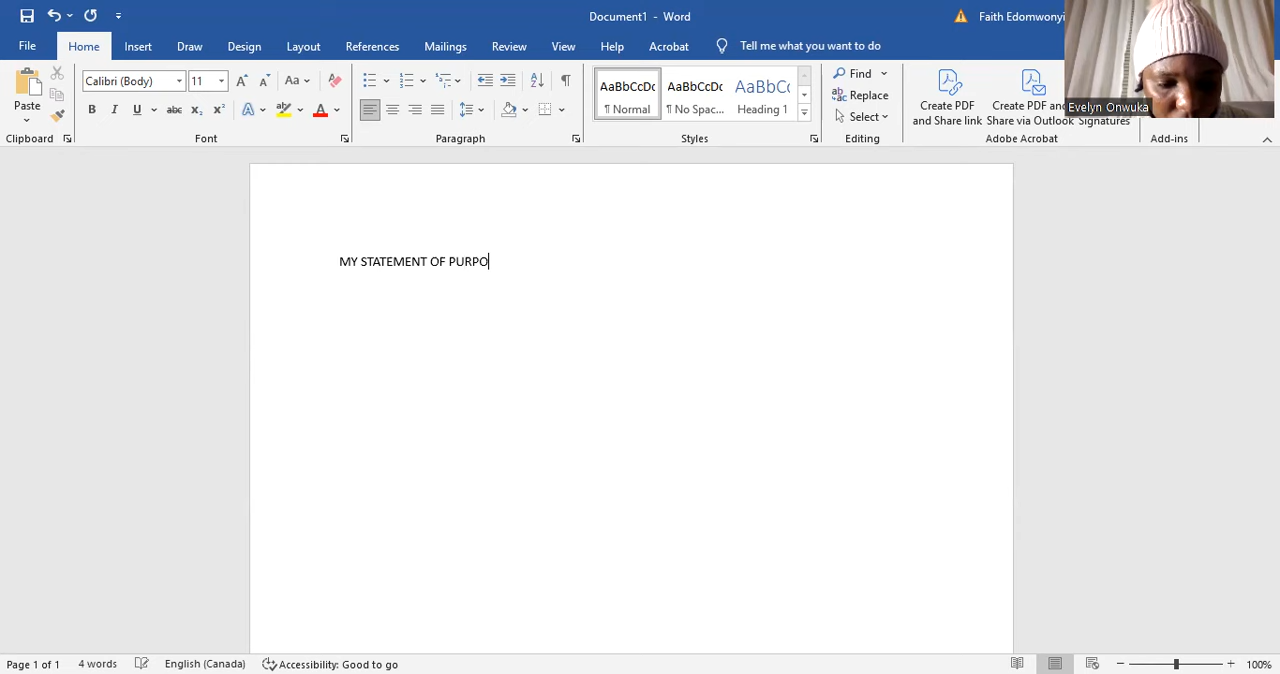 Document1 - Word
Faith Edomwonyi
File Home Insert Draw Design Layout References Mailings Review View Help Acrobat Tell me what you want to do
Evelyn Onwuka
Paste
Calibri (Body) 11
Aa
AaBbCcDc AaBbCcDc AaBbCc
¶ Normal ¶ No Spac... Heading 1
Find
Replace
Select
Create PDF and Share link
Create PDF and Share via Outlook
Signatures
Clipboard Font Paragraph Styles Editing Adobe Acrobat Add-ins
MY STATEMENT OF PURPO
Page 1 of 1 4 words English (Canada) Accessibility: Good to go 100%